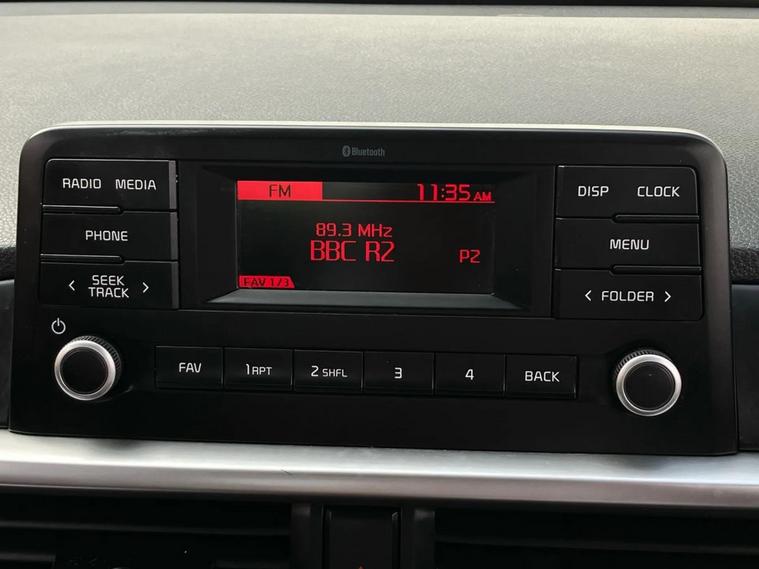 Bluetooth
RADIO MEDIA
PHONE
< SEEK TRACK >
FM 11:35 AM
89.3 MHz
BBC R2 P2
FAV 1/3
DISP CLOCK
MENU
< FOLDER >
FAV
1 RPT
2 SHFL
3
4
BACK